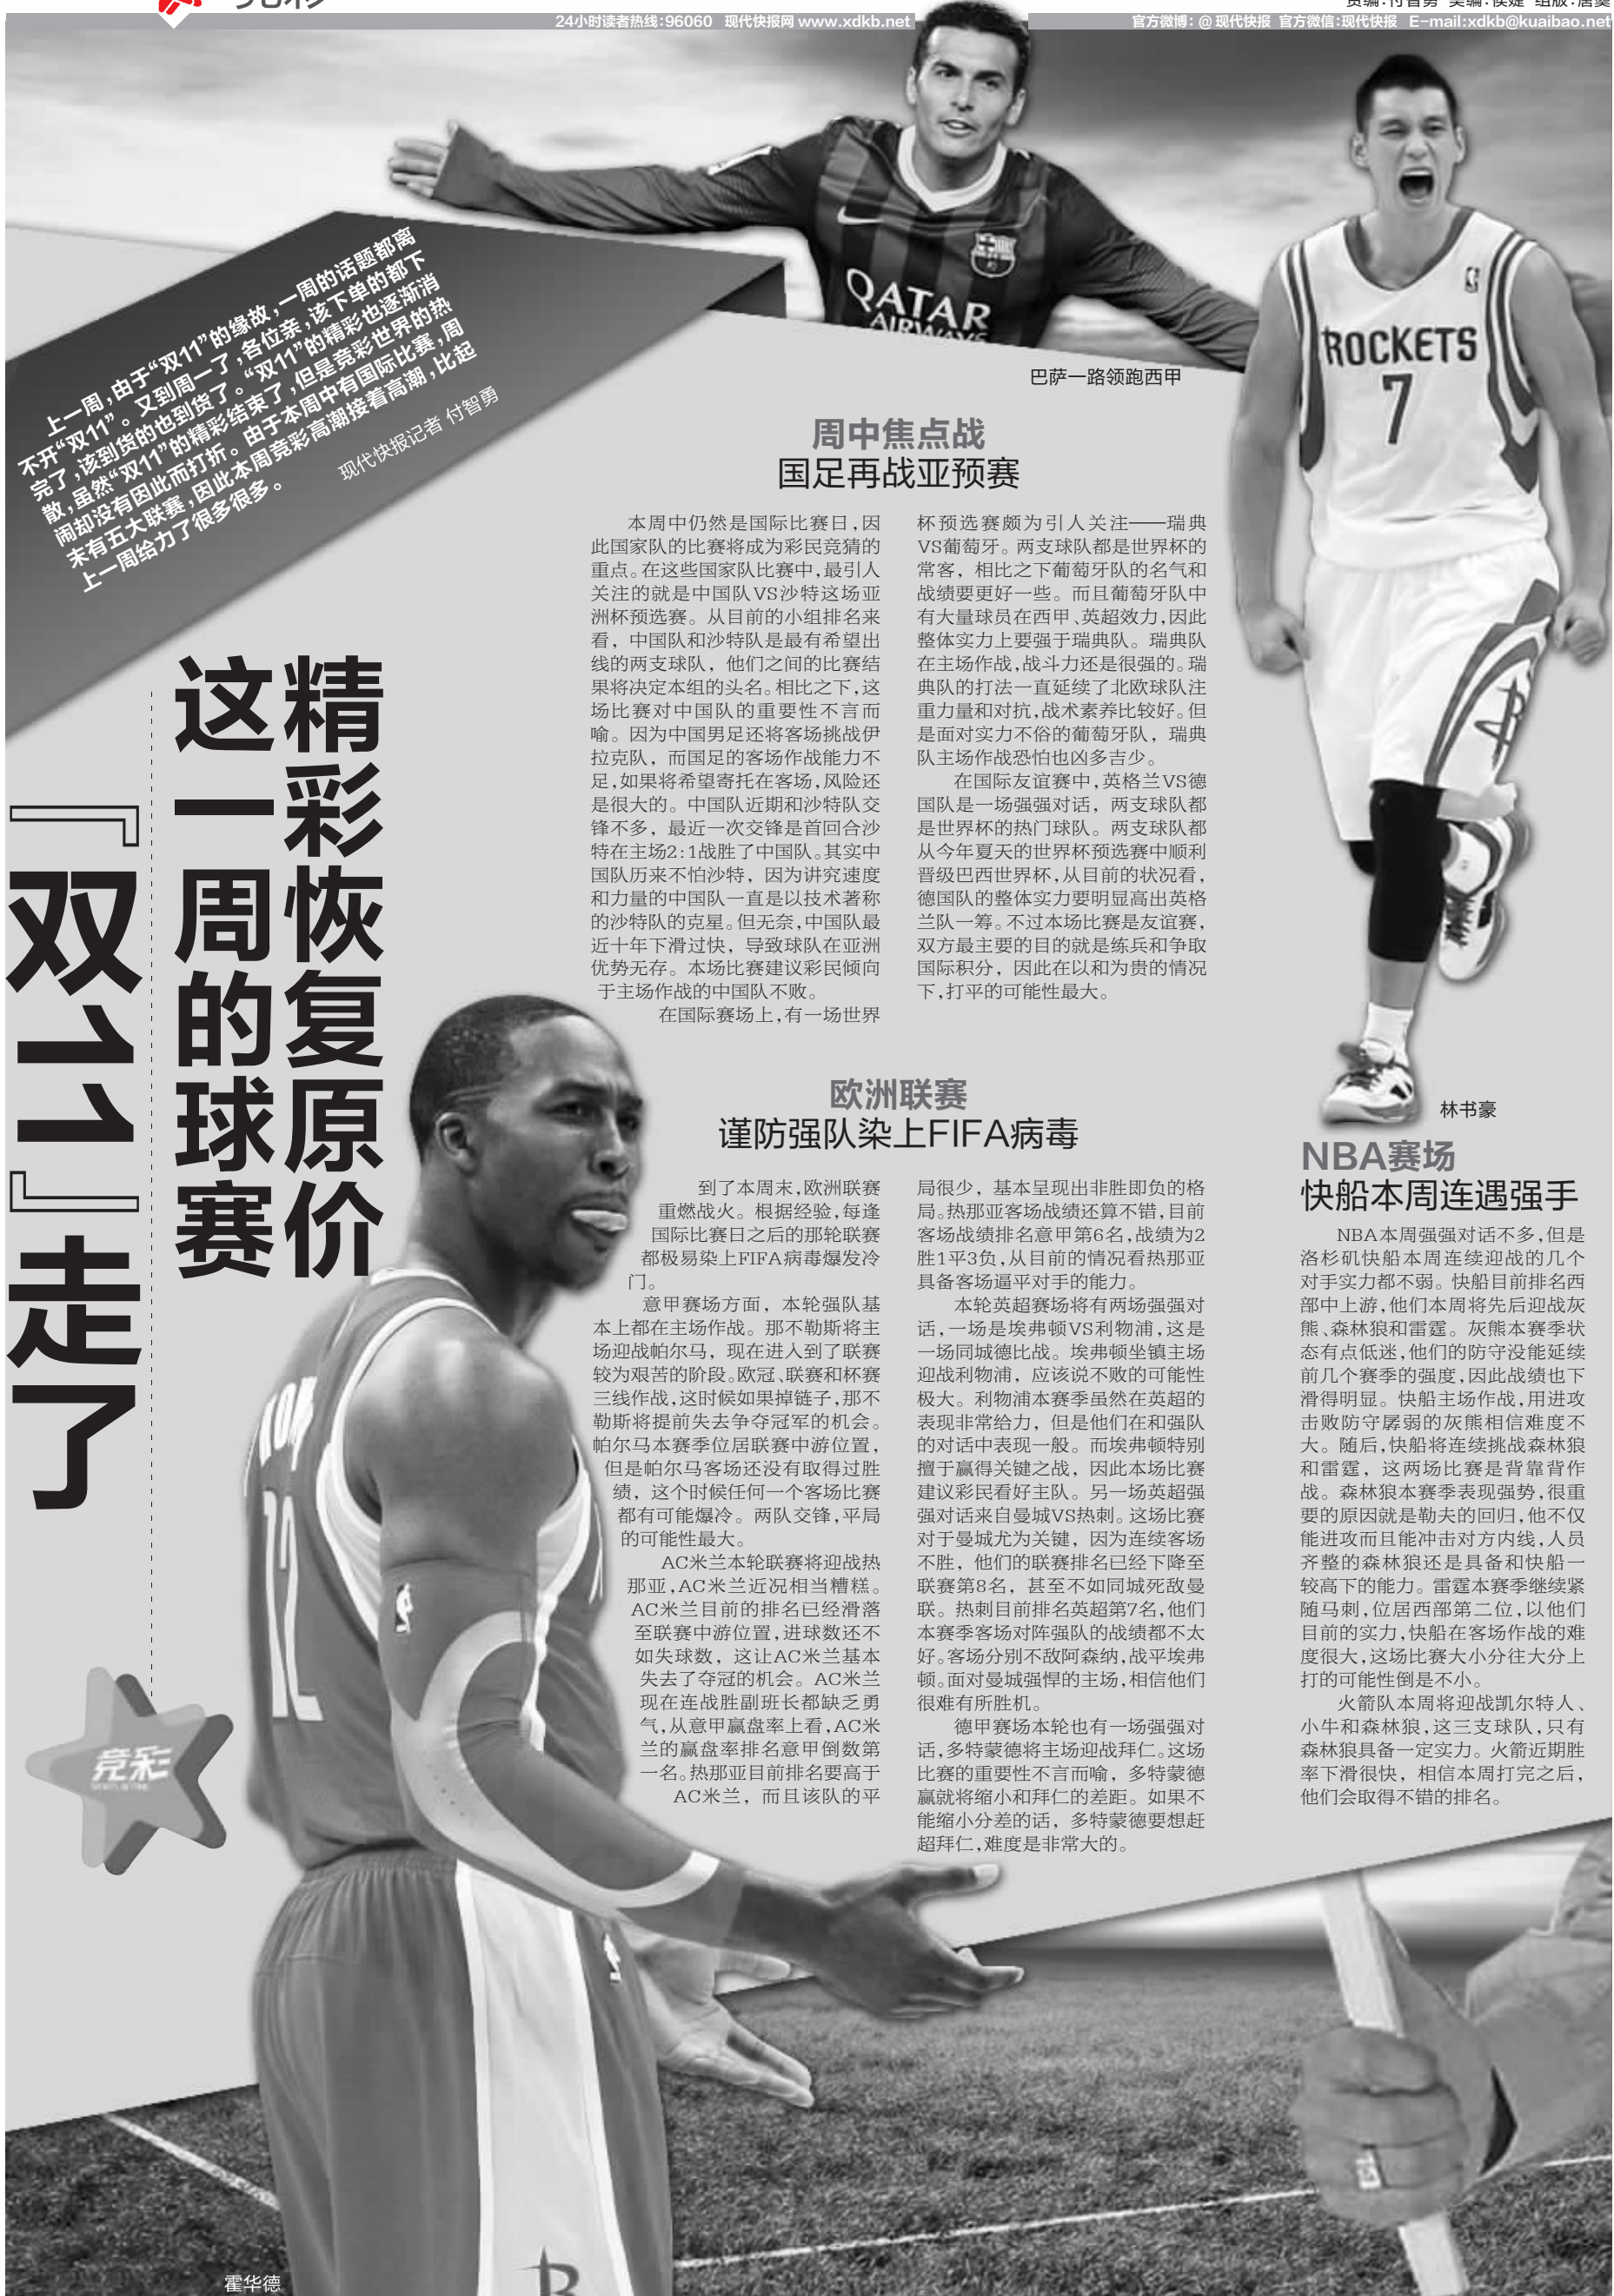 24小时读者热线:96060 现代快报网 www.xdkb.net
官方微博:@现代快报 官方微信:现代快报 E-mail:xdkb@kuaibao.net
上一周,由于“双11”的缘故,一周的话题都离
不开“双11”。又到周一了,各位亲,该下单的都下
完了,该到货的也到货了。“双11”的精彩也逐渐消
散,虽然“双11”的精彩结束了,但是竞彩世界的热
闹却没有因此而打折。由于本周中有国际比赛,周
末有五大联赛,因此本周竞彩高潮接着高潮,比起
上一周给力了很多很多。
现代快报记者 付智勇
『双11』走了
这一周的球赛
精彩恢复原价
QATAR
AIRWAYS
巴萨一路领跑西甲
ROCKETS
7
周中焦点战
国足再战亚预赛
本周中仍然是国际比赛日,因
此国家队的比赛将成为彩民竞猜的
重点。在这些国家队比赛中,最引人
关注的就是中国队VS沙特这场亚
洲杯预选赛。从目前的小组排名来
看,中国队和沙特队是最有希望出
线的两支球队,他们之间的比赛结
果将决定本组的头名。相比之下,这
场比赛对中国队的重要性不言而
喻。因为中国男足还将客场挑战伊
拉克队,而国足的客场作战能力不
足,如果将希望寄托在客场,风险还
是很大的。中国队近期和沙特队交
锋不多,最近一次交锋是首回合沙
特在主场2:1战胜了中国队。其实中
国队历来不怕沙特,因为讲究速度
和力量的中国队一直是以技术著称
的沙特队的克星。但无奈,中国队最
近十年下滑过快,导致球队在亚洲
优势无存。本场比赛建议彩民倾向
于主场作战的中国队不败。
在国际赛场上,有一场世界
杯预选赛颇为引人关注——瑞典
VS葡萄牙。两支球队都是世界杯的
常客,相比之下葡萄牙队的名气和
战绩要更好一些。而且葡萄牙队中
有大量球员在西甲、英超效力,因此
整体实力上要强于瑞典队。瑞典队
在主场作战,战斗力还是很强的。瑞
典队的打法一直延续了北欧球队注
重力量和对抗,战术素养比较好。但
是面对实力不俗的葡萄牙队,瑞典
队主场作战恐怕也凶多吉少。
在国际友谊赛中,英格兰VS德
国队是一场强强对话,两支球队都
是世界杯的热门球队。两支球队都
从今年夏天的世界杯预选赛中顺利
晋级巴西世界杯,从目前的状况看,
德国队的整体实力要明显高出英格
兰队一筹。不过本场比赛是友谊赛,
双方最主要的目的就是练兵和争取
国际积分,因此在以和为贵的情况
下,打平的可能性最大。
欧洲联赛
谨防强队染上FIFA病毒
到了本周末,欧洲联赛
重燃战火。根据经验,每逢
国际比赛日之后的那轮联赛
都极易染上FIFA病毒爆发冷
门。
意甲赛场方面,本轮强队基
本上都在主场作战。那不勒斯将主
场迎战帕尔马,现在进入到了联赛
较为艰苦的阶段。欧冠、联赛和杯赛
三线作战,这时候如果掉链子,那不
勒斯将提前失去争夺冠军的机会。
帕尔马本赛季位居联赛中游位置,
但是帕尔马客场还没有取得过胜
绩,这个时候任何一个客场比赛
都有可能爆冷。两队交锋,平局
的可能性最大。
AC米兰本轮联赛将迎战热
那亚,AC米兰近况相当糟糕。
AC米兰目前的排名已经滑落
至联赛中游位置,进球数还不
如失球数,这让AC米兰基本
失去了夺冠的机会。AC米兰
现在连战胜副班长都缺乏勇
气,从意甲赢盘率上看,AC米
兰的赢盘率排名意甲倒数第
一名。热那亚目前排名要高于
AC米兰,而且该队的平
局很少,基本呈现出非胜即负的格
局。热那亚客场战绩还算不错,目前
客场战绩排名意甲第6名,战绩为2
胜1平3负,从目前的情况看热那亚
具备客场逼平对手的能力。
本轮英超赛场将有两场强强对
话,一场是埃弗顿VS利物浦,这是
一场同城德比战。埃弗顿坐镇主场
迎战利物浦,应该说不败的可能性
极大。利物浦本赛季虽然在英超的
表现非常给力,但是他们在和强队
的对话中表现一般。而埃弗顿特别
擅于赢得关键之战,因此本场比赛
建议彩民看好主队。另一场英超强
强对话来自曼城VS热刺。这场比赛
对于曼城尤为关键,因为连续客场
不胜,他们的联赛排名已经下降至
联赛第8名,甚至不如同城死敌曼
联。热刺目前排名英超第7名,他们
本赛季客场对阵强队的战绩都不太
好。客场分别不敌阿森纳,战平埃弗
顿。面对曼城强悍的主场,相信他们
很难有所胜机。
德甲赛场本轮也有一场强强对
话,多特蒙德将主场迎战拜仁。这场
比赛的重要性不言而喻,多特蒙德
赢就将缩小和拜仁的差距。如果不
能缩小分差的话,多特蒙德要想赶
超拜仁,难度是非常大的。
林书豪
NBA赛场
快船本周连遇强手
NBA本周强强对话不多,但是
洛杉矶快船本周连续迎战的几个
对手实力都不弱。快船目前排名西
部中上游,他们本周将先后迎战灰
熊、森林狼和雷霆。灰熊本赛季状
态有点低迷,他们的防守没能延续
前几个赛季的强度,因此战绩也下
滑得明显。快船主场作战,用进攻
击败防守孱弱的灰熊相信难度不
大。随后,快船将连续挑战森林狼
和雷霆,这两场比赛是背靠背作
战。森林狼本赛季表现强势,很重
要的原因就是勒夫的回归,他不仅
能进攻而且能冲击对方内线,人员
齐整的森林狼还是具备和快船一
较高下的能力。雷霆本赛季继续紧
随马刺,位居西部第二位,以他们
目前的实力,快船在客场作战的难
度很大,这场比赛大小分往大分上
打的可能性倒是不小。
火箭队本周将迎战凯尔特人、
小牛和森林狼,这三支球队,只有
森林狼具备一定实力。火箭近期胜
率下滑很快,相信本周打完之后,
他们会取得不错的排名。
12
竞彩
霍华德